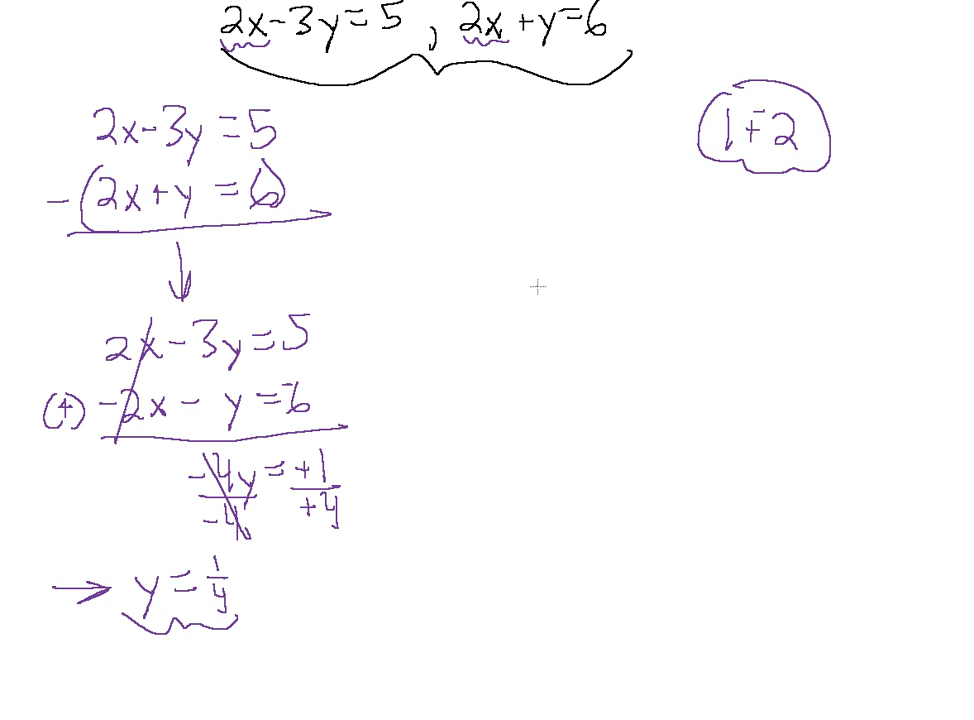 2x-3y=5 , 2x+y=6
1+-2
2x-3y=5
-(2x+y=6)
2x-3y=5
(+) -2x-y=-6
-4y=+1
-4 +4
→ y=1/4